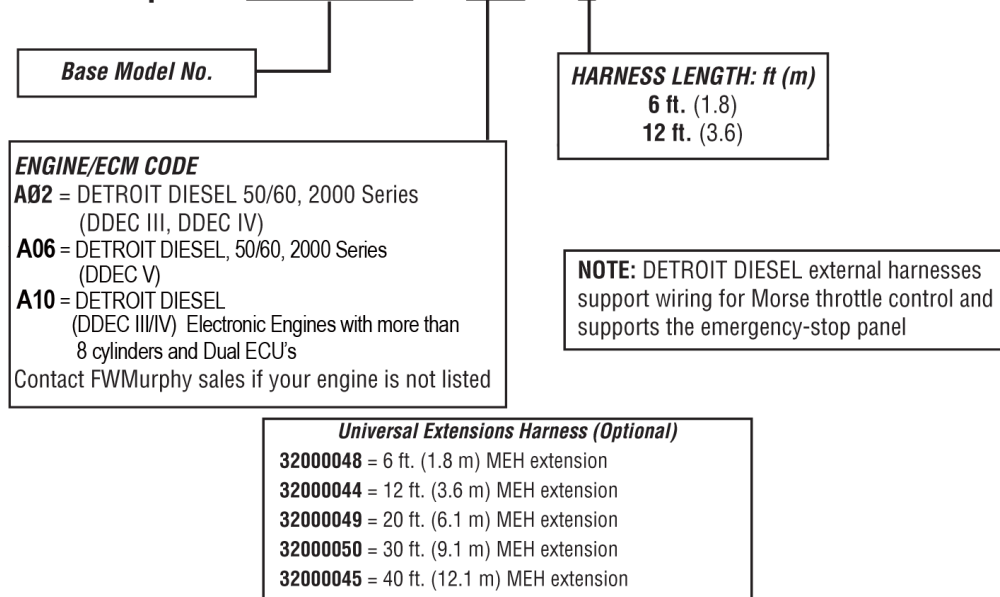 Base Model No.
HARNESS LENGTH: ft (m)
6 ft. (1.8)
12 ft. (3.6)
ENGINE/ECM CODE
AØ2 = DETROIT DIESEL 50/60, 2000 Series
(DDEC III, DDEC IV)
A06 = DETROIT DIESEL, 50/60, 2000 Series
(DDEC V)
A10 = DETROIT DIESEL
(DDEC III/IV) Electronic Engines with more than
8 cylinders and Dual ECU's
Contact FWMurphy sales if your engine is not listed
NOTE: DETROIT DIESEL external harnesses
support wiring for Morse throttle control and
supports the emergency-stop panel
Universal Extensions Harness (Optional)
32000048 = 6 ft. (1.8 m) MEH extension
32000044 = 12 ft. (3.6 m) MEH extension
32000049 = 20 ft. (6.1 m) MEH extension
32000050 = 30 ft. (9.1 m) MEH extension
32000045 = 40 ft. (12.1 m) MEH extension